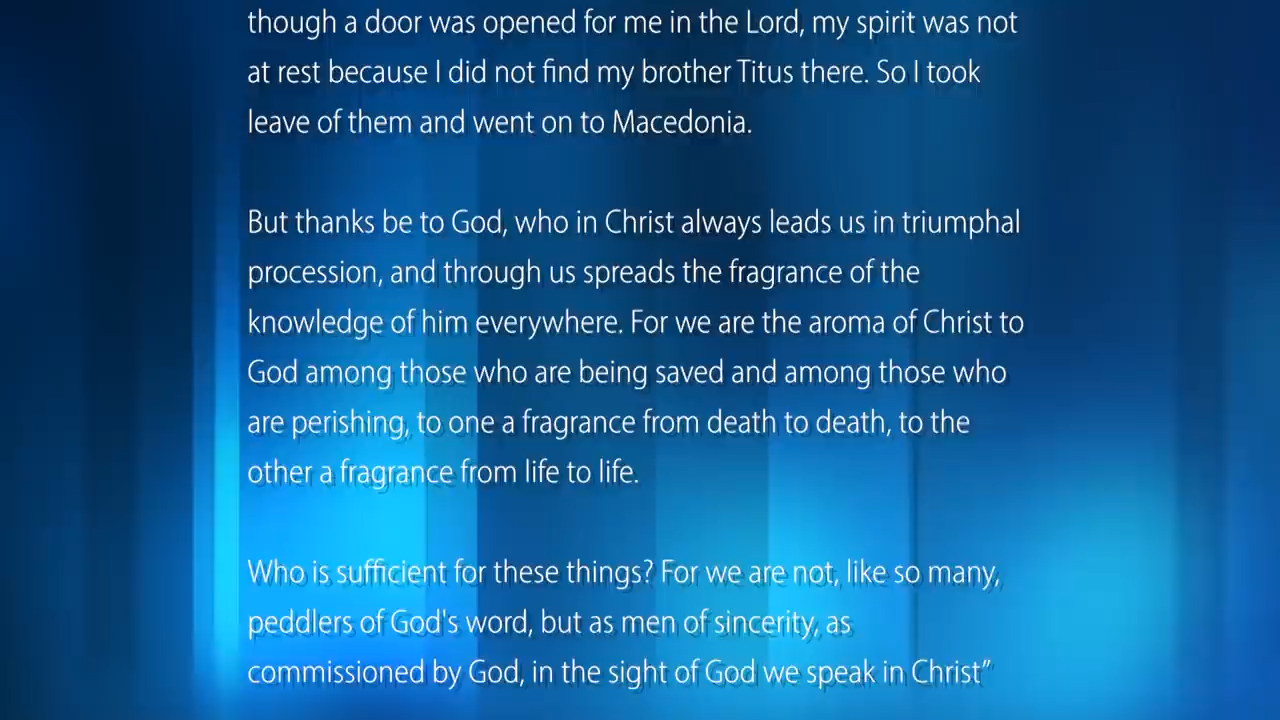 though a door was opened for me in the Lord, my spirit was not
at rest because I did not find my brother Titus there. So I took
leave of them and went on to Macedonia.
But thanks be to God, who in Christ always leads us in triumphal
procession, and through us spreads the fragrance of the
knowledge of him everywhere. For we are the aroma of Christ to
God among those who are being saved and among those who
are perishing, to one a fragrance from death to death, to the
other a fragrance from life to life.
Who is sufficient for these things? For we are not, like so many,
peddlers of God's word, but as men of sincerity, as
commissioned by God, in the sight of God we speak in Christ”